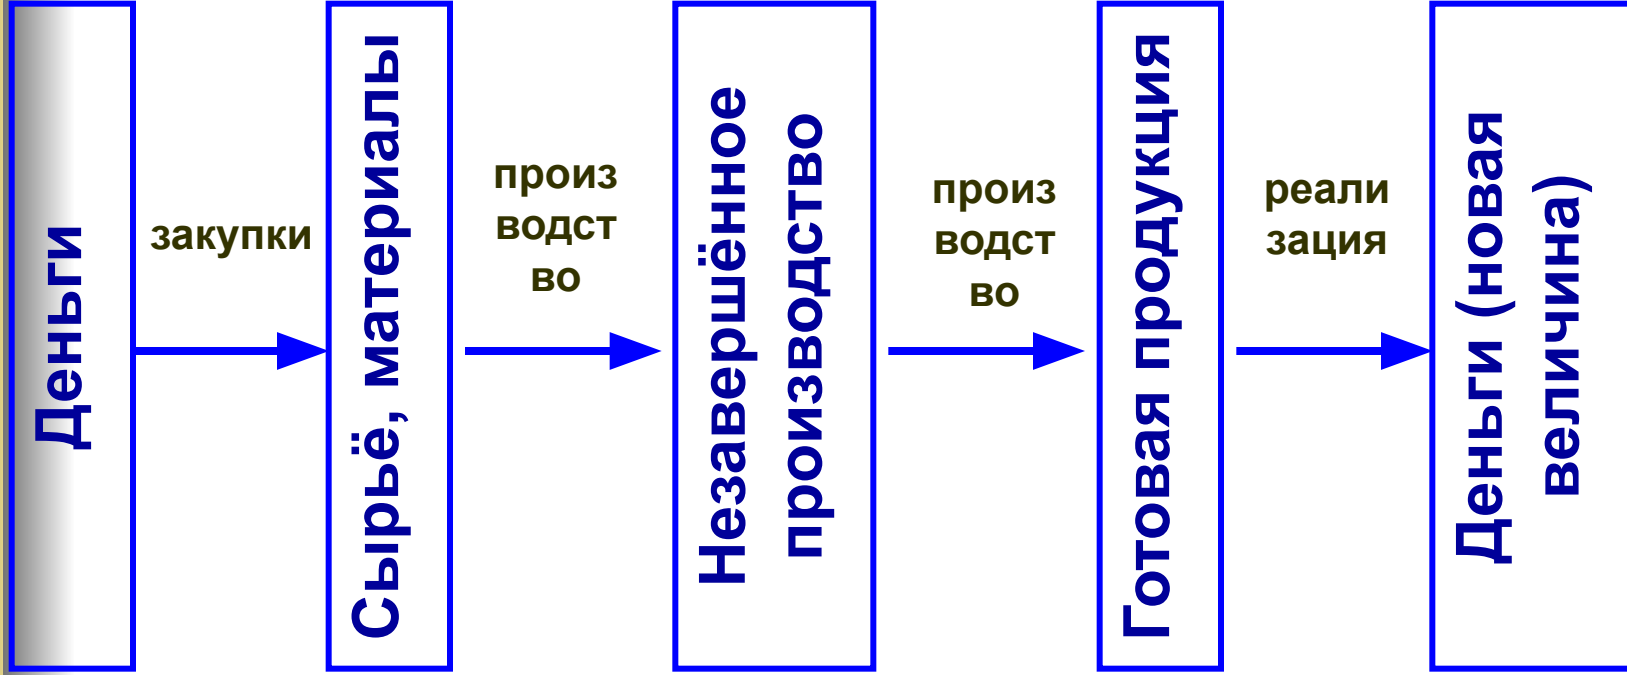 Деньги
закупки
Сырьё, материалы
произ
водст
во
Незавершённое
производство
произ
водст
во
Готовая продукция
реали
зация
Деньги (новая
величина)